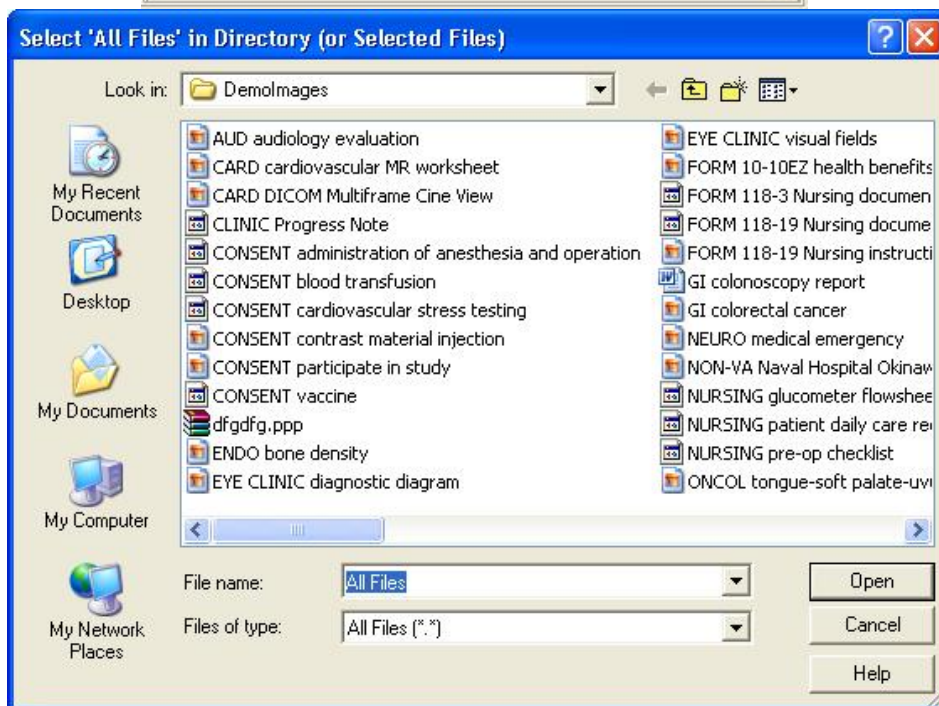 Select 'All Files' in Directory (or Selected Files)
Look in:
DemoImages
My Recent
Documents
Desktop
My Documents
My Computer
My Network
Places
AUD audiology evaluation
CARD cardiovascular MR worksheet
CARD DICOM Multiframe Cine View
CLINIC Progress Note
CONSENT administration of anesthesia and operation
CONSENT blood transfusion
CONSENT cardiovascular stress testing
CONSENT contrast material injection
CONSENT participate in study
CONSENT vaccine
dfgdfg.ppp
ENDO bone density
EYE CLINIC diagnostic diagram
EYE CLINIC visual fields
FORM 10-10EZ health benefits
FORM 118-3 Nursing documen
FORM 118-19 Nursing docume
FORM 118-19 Nursing instructi
GI colonoscopy report
GI colorectal cancer
NEURO medical emergency
NON-VA Naval Hospital Okinaw
NURSING glucometer flowshee
NURSING patient daily care re
NURSING pre-op checklist
ONCOL tongue-soft palate-uvu
File name:
All Files
Open
Files of type:
All Files (*.*)
Cancel
Help